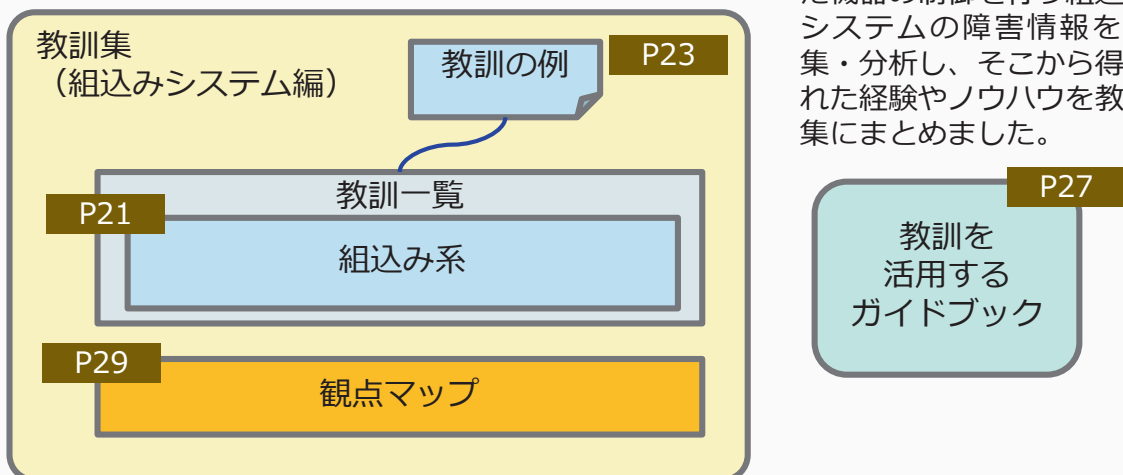 教訓集
（組込みシステム編）
教訓の例
P23
教訓一覧
P21
組込み系
P29
観点マップ
システムの障害情報を
集・分析し、そこから得
れた経験やノウハウを教
集にまとめました。
P27
教訓を
活用する
ガイドブック